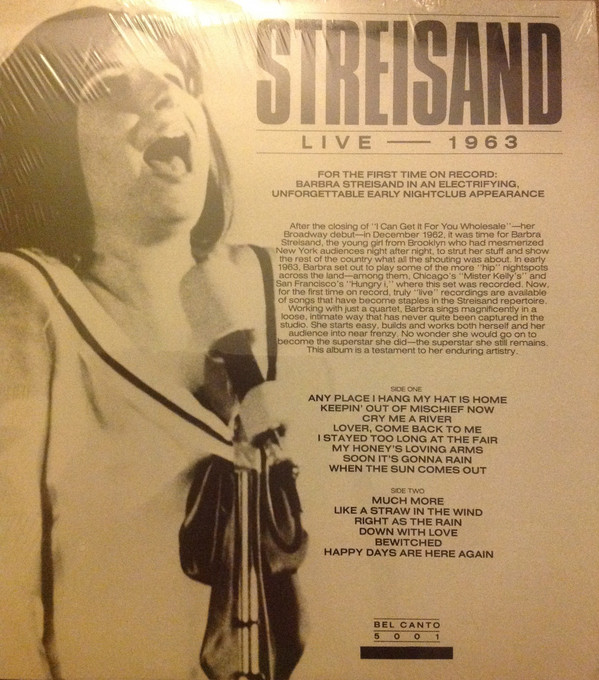 STREISAND
LIVE — 1963
FOR THE FIRST TIME ON RECORD:
BARBRA STREISAND IN AN ELECTRIFYING,
UNFORGETTABLE EARLY NIGHTCLUB APPEARANCE
After the closing of "I Can Get it For You Wholesale"—her
Broadway debut—in December 1962, it was time for Barbra
Streisand, the young girl from Brooklyn who had mesmerized
New York audiences night after night, to strut her stuff and show
the rest of the country what all the shouting was about. In early
1963, Barbra set out to play some of the more "hip" nightspots
across the land—among them, Chicago's "Mister Kelly's" and
San Francisco's "Hungry i," where this set was recorded. Now,
for the first time on record, truly "live" recordings are available
of songs that have become staples in the Streisand repertoire.
Working with just a quartet, Barbra sings magnificently in a
loose, intimate way that has never quite been captured in the
studio. She starts easy, builds and works both herself and her
audience into near frenzy. No wonder she would go on to
become the superstar she did—the superstar she still remains.
This album is a testament to her enduring artistry.
SIDE ONE
ANY PLACE I HANG MY HAT IS HOME
KEEPIN' OUT OF MISCHIEF NOW
CRY ME A RIVER
LOVER, COME BACK TO ME
I STAYED TOO LONG AT THE FAIR
MY HONEY'S LOVING ARMS
SOON IT'S GONNA RAIN
WHEN THE SUN COMES OUT
SIDE TWO
MUCH MORE
LIKE A STRAW IN THE WIND
RIGHT AS THE RAIN
DOWN WITH LOVE
BEWITCHED
HAPPY DAYS ARE HERE AGAIN
BEL CANTO
5001